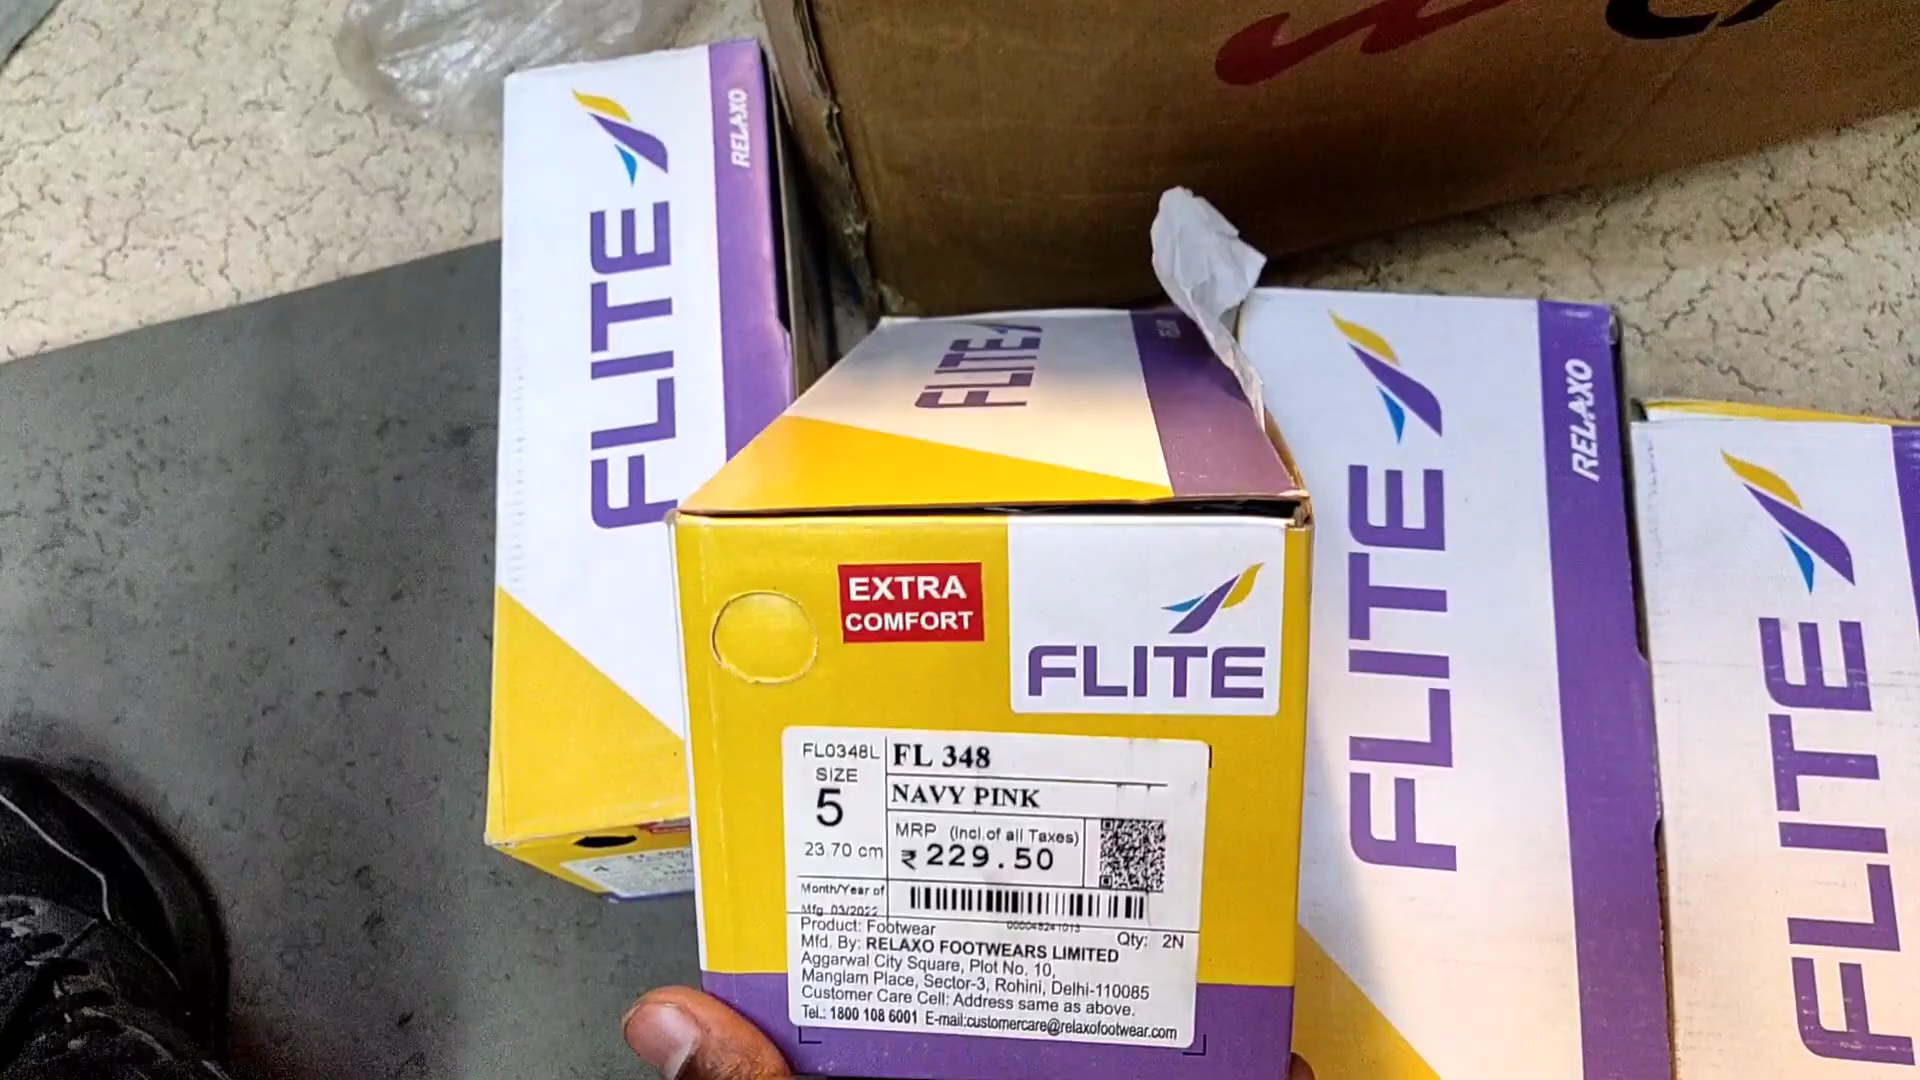 FLITE
RELAXO
FLITE
FLITE
RELAXO
FLITE
EXTRA
COMFORT
FLITE
FL0348L
SIZE
5
23.70 cm
FL 348
NAVY PINK
MRP (Incl.of all Taxes)
₹ 229.50
Month/Year of
Mfg. 03/2022
Product: Footwear
Qty: 2N
Mfd. By: RELAXO FOOTWEARS LIMITED
Aggarwal City Square, Plot No. 10,
Manglam Place, Sector-3, Rohini, Delhi-110085
Customer Care Cell: Address same as above.
Tel.: 1800 108 6001 E-mail:customercare@relaxofootwear.com